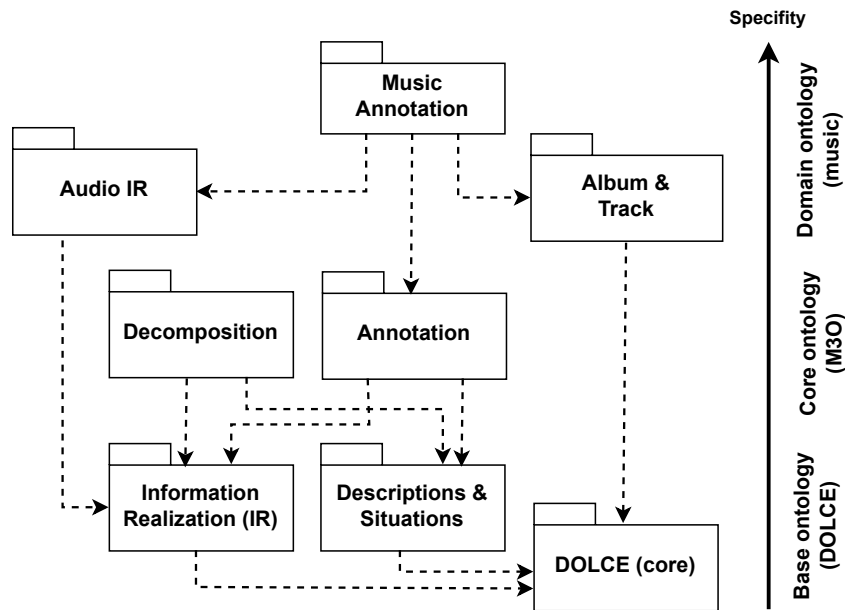 Specifity
Music
Annotation
Audio IR
Album &
Track
Domain ontology
(music)
Decomposition
Annotation
Core ontology
(M3O)
Information
Realization (IR)
Descriptions &
Situations
DOLCE (core)
Base ontology
(DOLCE)